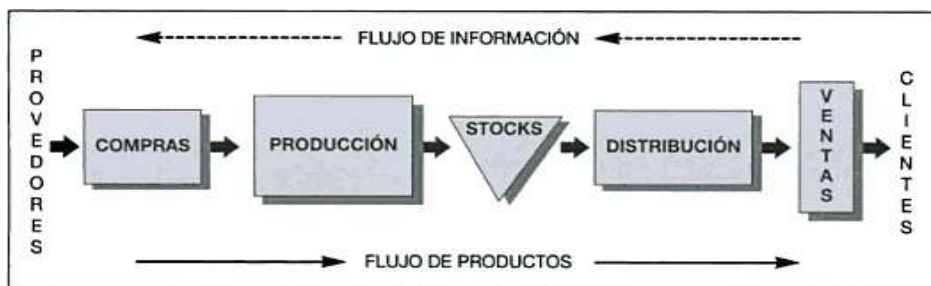 FLUJO DE INFORMACIÓN
PROVEDORES
COMPRAS
PRODUCCIÓN
STOCKS
DISTRIBUCIÓN
VENTAS
CLIENTES
FLUJO DE PRODUCTOS